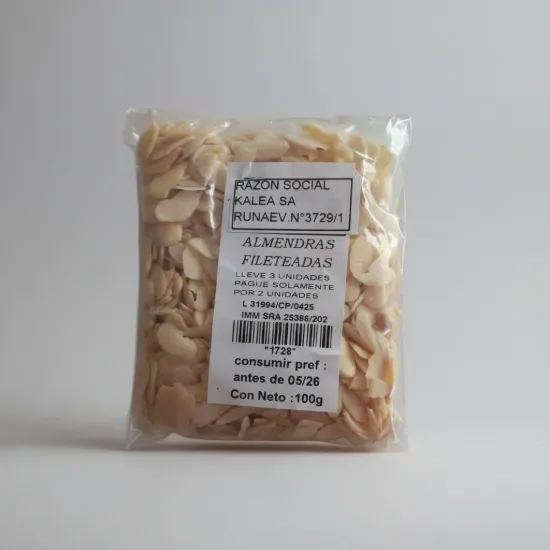 RAZON SOCIAL
KALEA SA
RUNAEV.N°3729/1
ALMENDRAS
FILETEADAS
LLEVE 3 UNIDADES
PAGUE SOLAMENTE
POR 2 UNIDADES
L 31994/CP/0425
IMM SRA 25386/202
"1728"
consumir pref :
antes de 05/26
Con Neto :100g